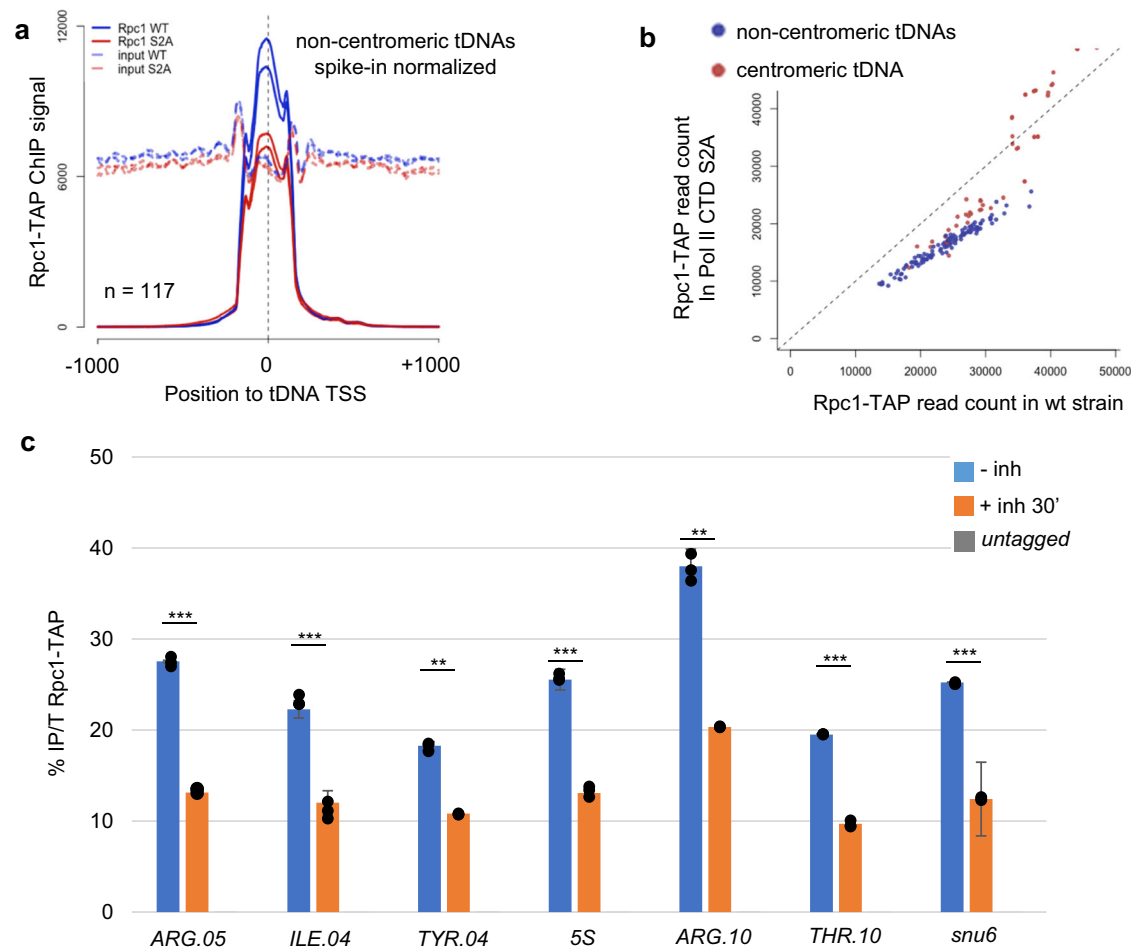 a
Rpc1 WT
Rpc1 S2A
input WT
input S2A
non-centromeric tDNAs
spike-in normalized
Rpc1-TAP ChIP signal
12000
6000
0
n = 117
-1000
0
+1000
Position to tDNA TSS
b
non-centromeric tDNAs
centromeric tDNA
Rpc1-TAP read count
In Pol II CTD S2A
40000
30000
20000
10000
0
0
10000
20000
30000
40000
50000
Rpc1-TAP read count in wt strain
c
% IP/T Rpc1-TAP
50
40
30
20
10
0
- inh
+ inh 30’
untagged
***
***
**
***
**
***
***
ARG.05
ILE.04
TYR.04
5S
ARG.10
THR.10
snu6